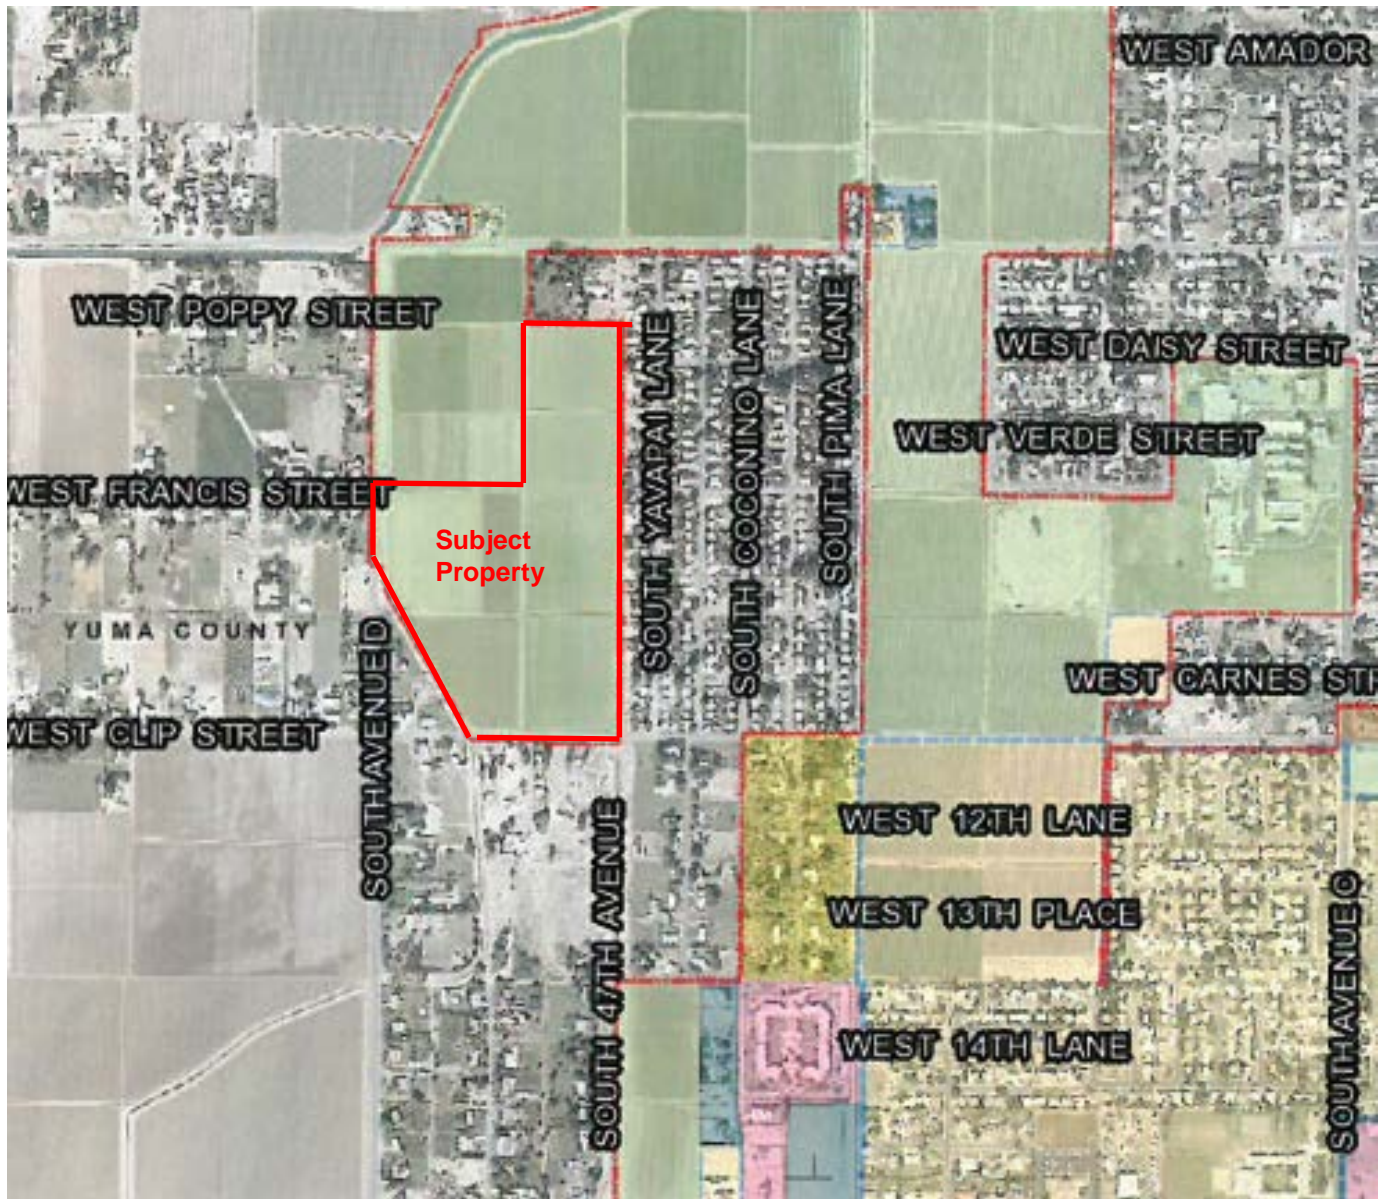 WEST AMADOR
WEST POPPY STREET
WEST DAISY STREET
WEST VERDE STREET
WEST FRANCIS STREET
SOUTH YAVAPAI LANE
SOUTH COCONINO LANE
SOUTH PIMA LANE
Subject
Property
YUMA COUNTY
WEST CARNES STR
WEST CLIP STREET
SOUTH AVENUE D
WEST 12TH LANE
SOUTH 47TH AVENUE
WEST 13TH PLACE
SOUTH AVENUE C
WEST 14TH LANE